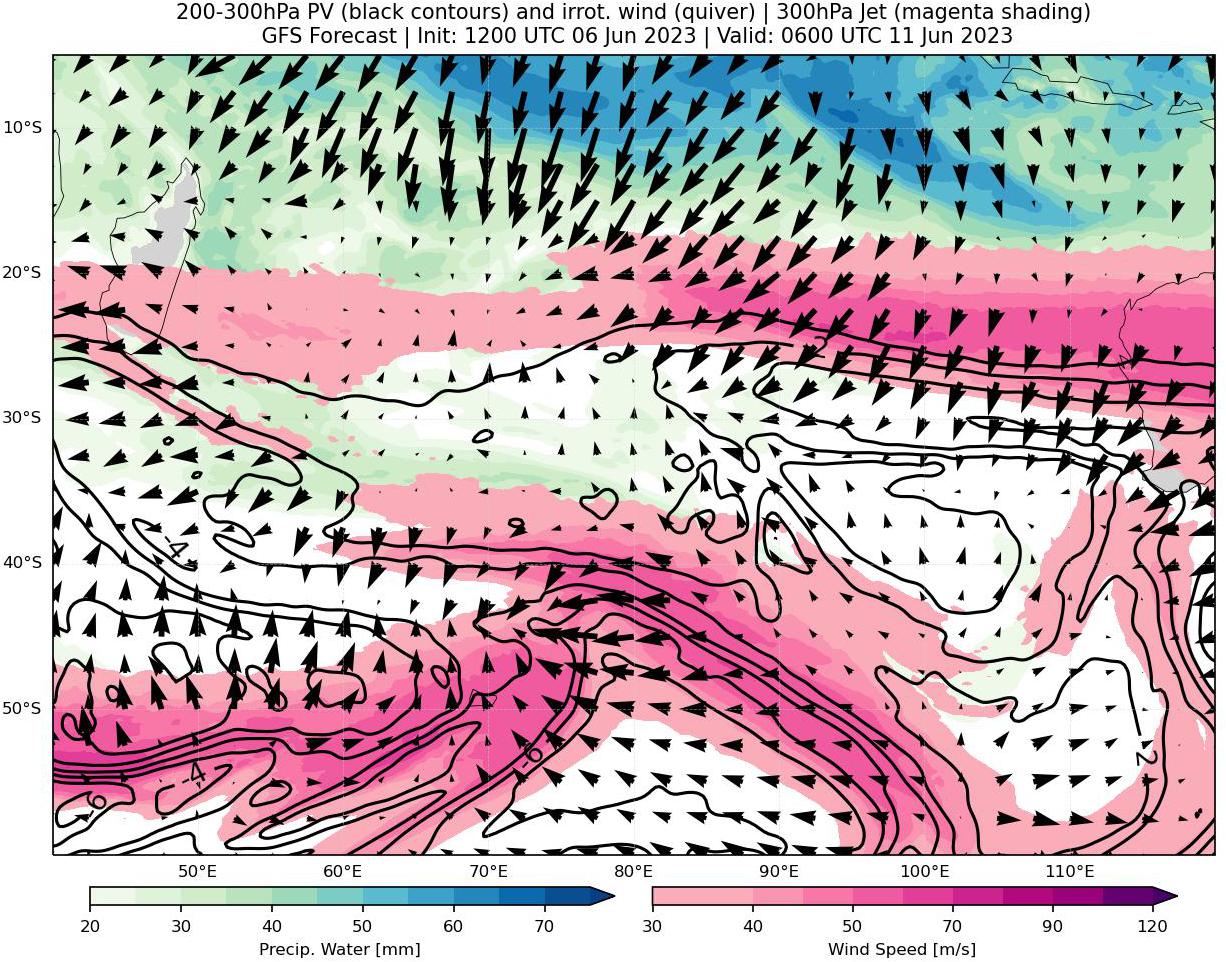 200-300hPa PV (black contours) and irrot. wind (quiver) | 300hPa Jet (magenta shading)
GFS Forecast | Init: 1200 UTC 06 Jun 2023 | Valid: 0600 UTC 11 Jun 2023
10°S
20°S
30°S
40°S
50°S
-4
-4
-6
-6
-2
50°E 60°E 70°E 80°E 90°E 100°E 110°E
20 30 40 50 60 70
Precip. Water [mm]
30 40 50 70 90 120
Wind Speed [m/s]